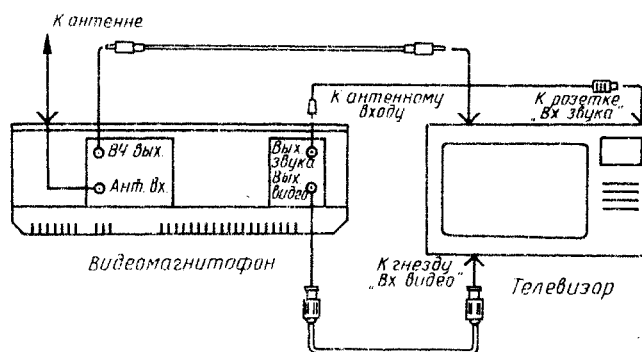 К антенне
К антенному
входу
К розетке
„Вх звука"
ВЧ вых.
Ант. вх.
Вых
звука
Вых
видео
Видеомагнитофон
К гнезду
„Вх видео"
Телевизор